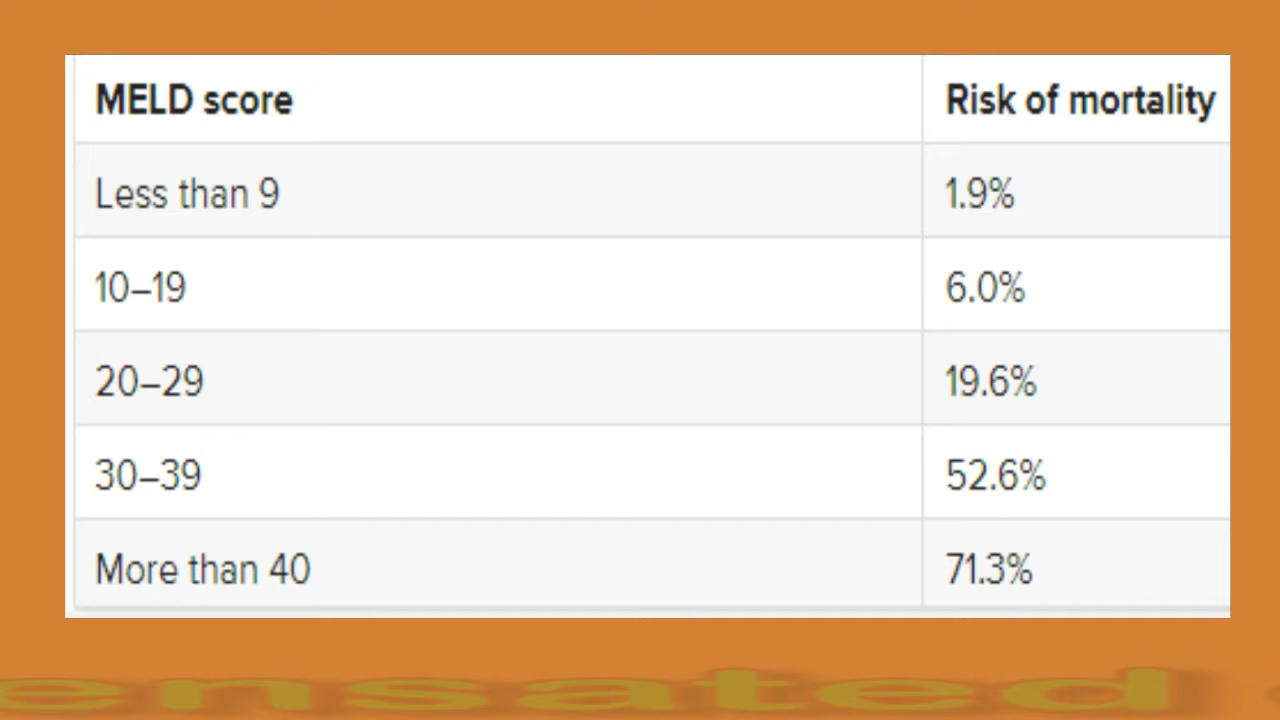 MELD score Risk of mortality
Less than 9 1.9%
10–19 6.0%
20–29 19.6%
30–39 52.6%
More than 40 71.3%
ensated